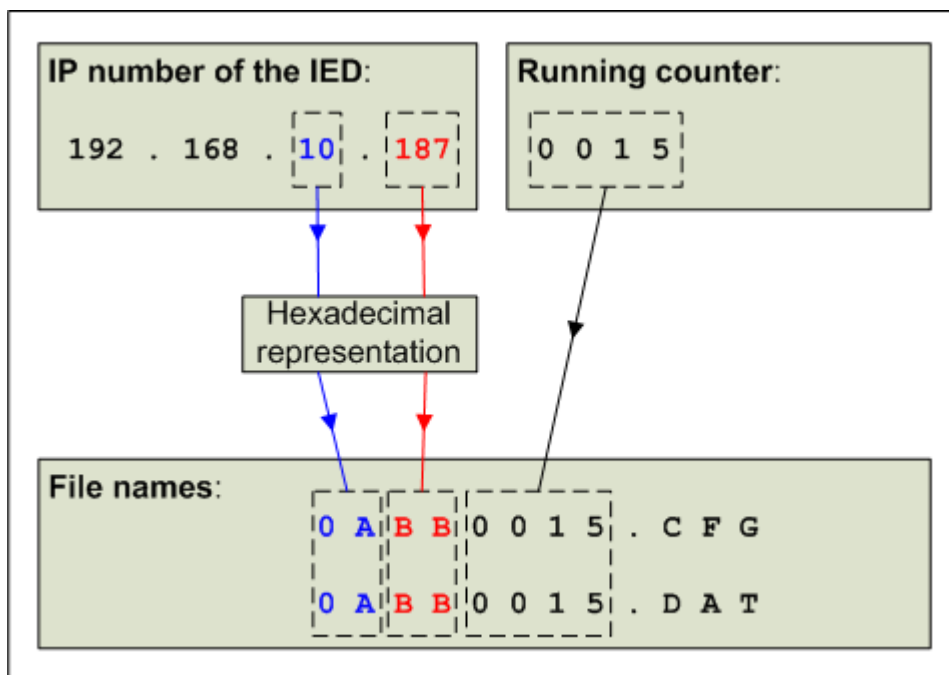 IP number of the IED:
192 . 168 . 10 . 187
Running counter:
0 0 1 5
Hexadecimal
representation
File names:
0 A B B 0 0 1 5 . C F G
0 A B B 0 0 1 5 . D A T